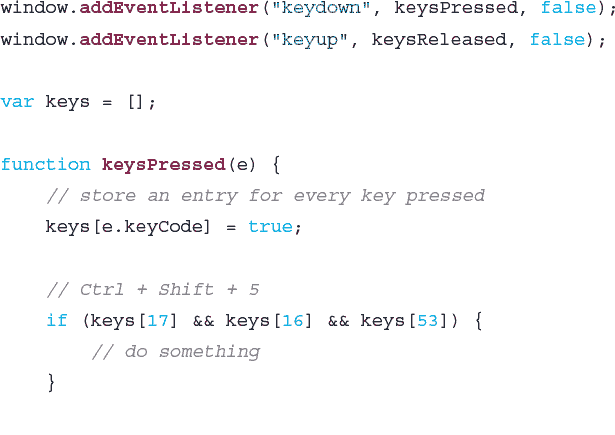 window.addEventListener("keydown", keysPressed, false);
window.addEventListener("keyup", keysReleased, false);

var keys = [];

function keysPressed(e) {
    // store an entry for every key pressed
    keys[e.keyCode] = true;

    // Ctrl + Shift + 5
    if (keys[17] && keys[16] && keys[53]) {
        // do something
    }